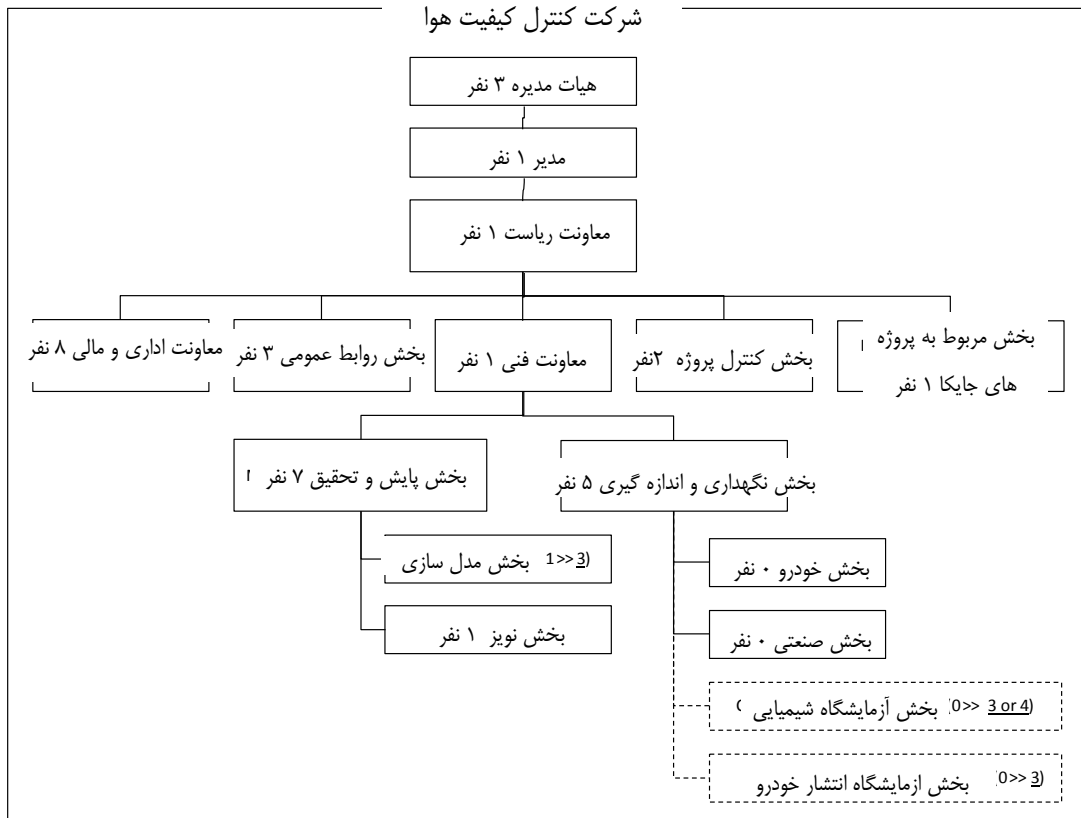 شرکت کنترل کیفیت هوا
هیات مدیره ۳ نفر
مدیر ۱ نفر
معاونت ریاست ۱ نفر
بخش مربوط به پروژه
های جایکا ۱ نفر
بخش کنترل پروژه ۲نفر
معاونت فنی ۱ نفر
بخش روابط عمومی ۳ نفر
معاونت اداری و مالی ۸ نفر
بخش نگهداری و اندازه گیری ۵ نفر
بخش پایش و تحقیق ۷ نفر
بخش خودرو ۰ نفر
بخش صنعتی ۰ نفر
بخش آزمایشگاه شیمیایی (0>> 3 or 4)
بخش ازمایشگاه انتشار خودرو (0>> 3)
بخش مدل سازی 1>> 3)
بخش نویز ۱ نفر